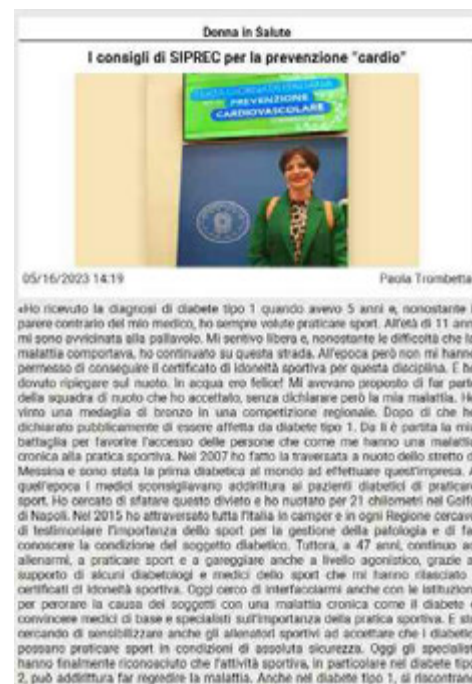 Donna in Salute
I consigli di SIPREC per la prevenzione "cardio"
PREVENZIONE
CARDIOVASCOLARE
05/16/2023 14:19
Paola Trombetta
«Ho ricevuto la diagnosi di diabete tipo 1 quando avevo 5 anni e, nonostante il
parere contrario del mio medico, ho sempre voluto praticare sport. All'età di 11 anni
mi sono avvicinata alla pallavolo. Mi sentivo libera e, nonostante le difficoltà che la
malattia comportava, ho continuato su questa strada. All'epoca però non mi hanno
permesso di conseguire il certificato di idoneità sportiva per questa disciplina. E ho
dovuto ripiegare sul nuoto. In acqua ero felice! Mi avevano proposto di far parte
della squadra di nuoto che ho accettato, senza dichiarare però la mia malattia. Ho
vinto una medaglia di bronzo in una competizione regionale. Dopo di che ho
dichiarato pubblicamente di essere affetta da diabete tipo 1. Da lì è partita la mia
battaglia per favorire l'accesso delle persone che come me hanno una malattia
cronica alla pratica sportiva. Nel 2007 ho fatto la traversata a nuoto dello stretto di
Messina e sono stata la prima diabetica al mondo ad effettuare quest'impresa. A
quell'epoca i medici sconsigliavano addirittura ai pazienti diabetici di praticare
sport. Ho cercato di sfatare questo divieto e ho nuotato per 21 chilometri nel Golfo
di Napoli. Nel 2015 ho attraversato tutta l'Italia in camper e in ogni Regione cercavo
di testimoniare l'importanza dello sport per la gestione della patologia e di far
conoscere la condizione del soggetto diabetico. Tuttora, a 47 anni, continuo ad
allenarmi, a praticare sport e a gareggiare anche a livello agonistico, grazie al
supporto di alcuni diabetologi e medici dello sport che mi hanno rilasciato i
certificati di idoneità sportiva. Oggi cerco di interfacciarmi anche con le istituzioni
per perorare la causa dei soggetti con una malattia cronica come il diabete e
convincere medici di base e specialisti sull'importanza della pratica sportiva. E sto
cercando di sensibilizzare anche gli allenatori sportivi ad accettare che i diabetici
possano praticare sport in condizioni di assoluta sicurezza. Oggi gli specialisti
hanno finalmente riconosciuto che l'attività sportiva, in particolare nel diabete tipo
2, può addirittura far regredire la malattia. Anche nel diabete tipo 1, si riscontrano